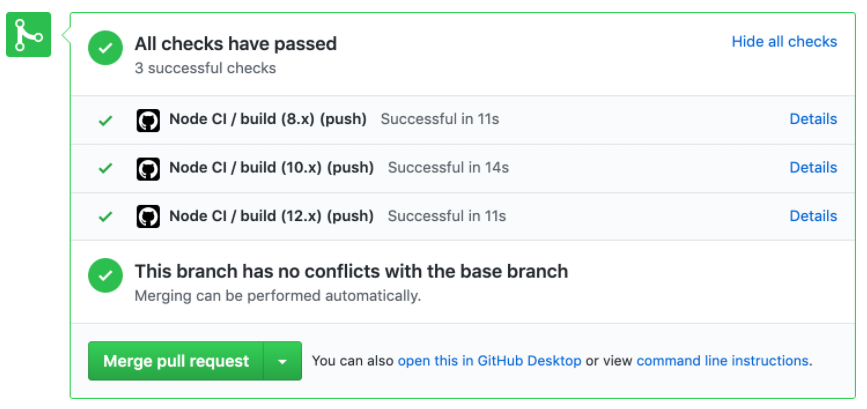 All checks have passed
Hide all checks
3 successful checks
Node CI / build (8.x) (push) Successful in 11s Details
Node CI / build (10.x) (push) Successful in 14s Details
Node CI / build (12.x) (push) Successful in 11s Details
This branch has no conflicts with the base branch
Merging can be performed automatically.
Merge pull request You can also open this in GitHub Desktop or view command line instructions.